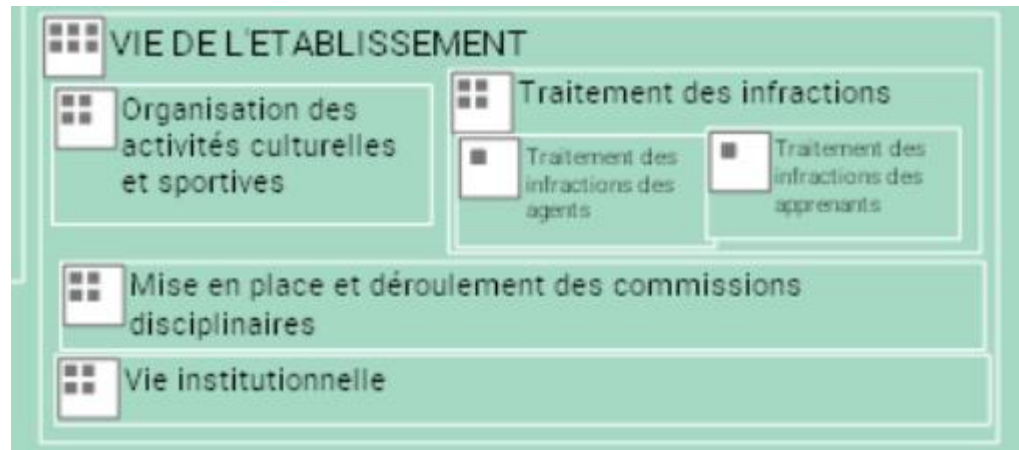 VIE DE L'ETABLISSEMENT
Organisation des
activités culturelles
et sportives
Traitement des infractions
Traitement des
infractions des
agents
Traitement des
infractions des
apprenants
Mise en place et déroulement des commissions
disciplinaires
Vie institutionnelle